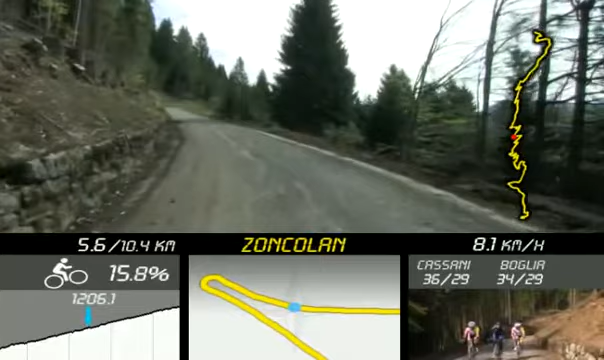 5.6/10.4 KM
ZONCOLAN
8.1 KM/H
15.8%
1206.1
CASSANI BOGLIA
36/29 34/29